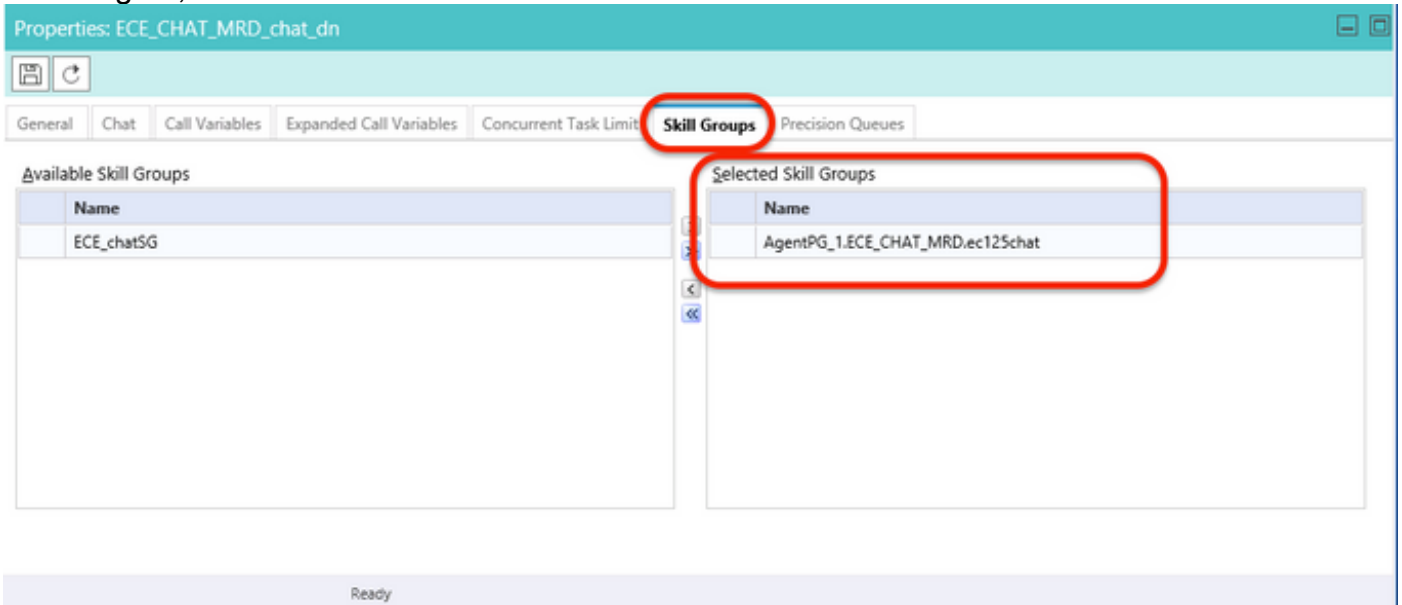 Properties: ECE_CHAT_MRD_chat_dn
General Chat Call Variables Expanded Call Variables Concurrent Task Limit Skill Groups Precision Queues
Available Skill Groups Selected Skill Groups
Name Name
ECE_chatSG AgentPG_1.ECE_CHAT_MRD.ec125chat
Ready